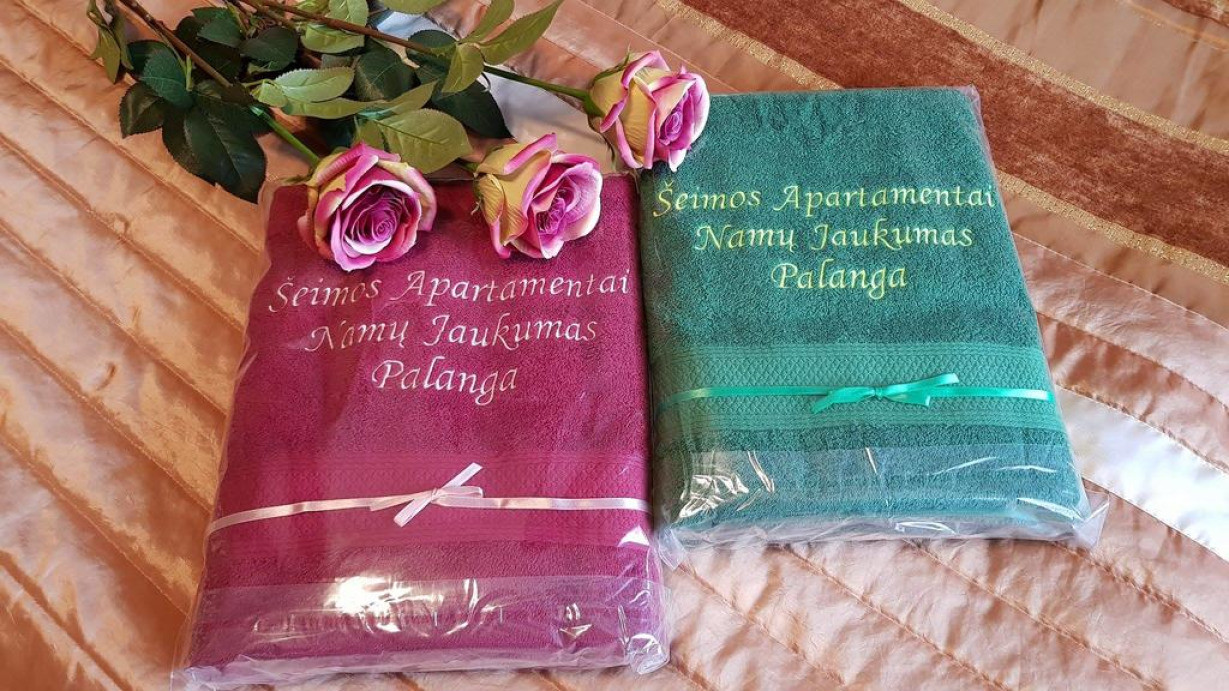 Šeimos Apartamentai
Namų Jaukumas
Palanga
Šeimos Apartamentai
Namų Jaukumas
Palanga